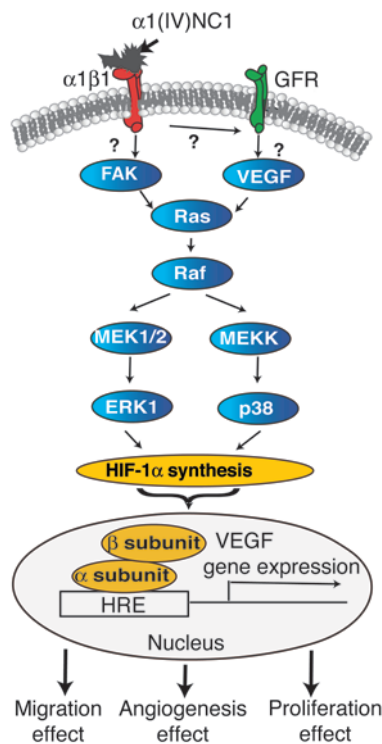 α1(IV)NC1
α1β1
GFR
?
?
?
FAK
VEGF
Ras
Raf
MEK1/2
MEKK
ERK1
p38
HIF-1α synthesis
β subunit
VEGF
gene expression
α subunit
HRE
Nucleus
Migration
effect
Angiogenesis
effect
Proliferation
effect